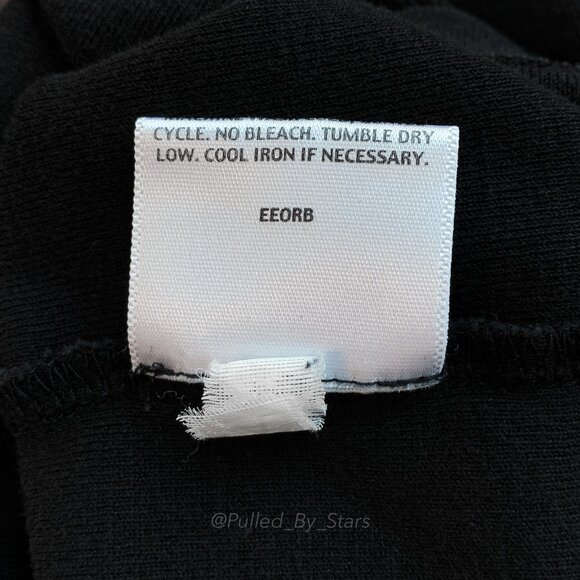 CYCLE. NO BLEACH. TUMBLE DRY
LOW. COOL IRON IF NECESSARY.
EEORB
@Pulled_By_Stars